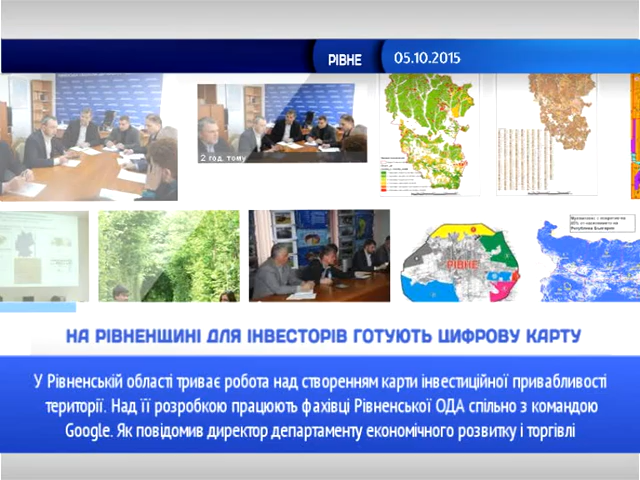 РІВНЕ
05.10.2015
2 год. тому
РІВНЕ
НА РІВНЕНЩИНІ ДЛЯ ІНВЕСТОРІВ ГОТУЮТЬ ЦИФРОВУ КАРТУ
У Рівненській області триває робота над створенням карти інвестиційної привабливості
території. Над її розробкою працюють фахівці Рівненської ОДА спільно з командою
Google. Як повідомив директор департаменту економічного розвитку і торгівлі